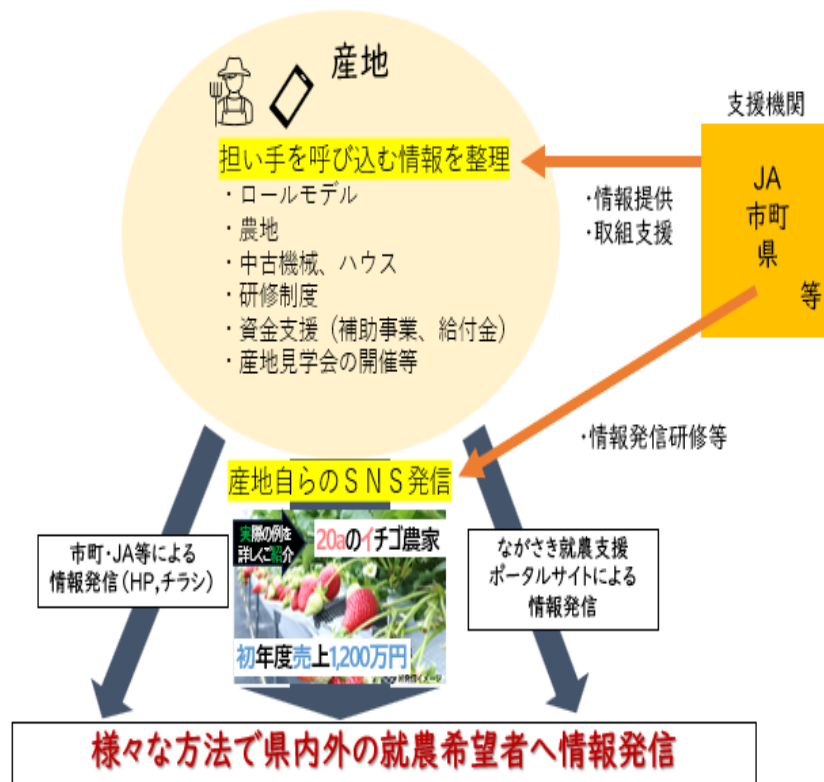 産地
支援機関
担い手を呼び込む情報を整理
・ロールモデル
・農地
・中古機械、ハウス
・研修制度
・資金支援（補助事業、給付金）
・産地見学会の開催等
・情報提供
・取組支援
JA
市町
県
等
・情報発信研修等
産地自らのＳＮＳ発信
実際の例を
詳しくご紹介
20aのイチゴ農家
初年度売上1,200万円
※発信イメージ
市町・JA等による
情報発信（HP,チラシ）
ながさき就農支援
ポータルサイトによる
情報発信
様々な方法で県内外の就農希望者へ情報発信